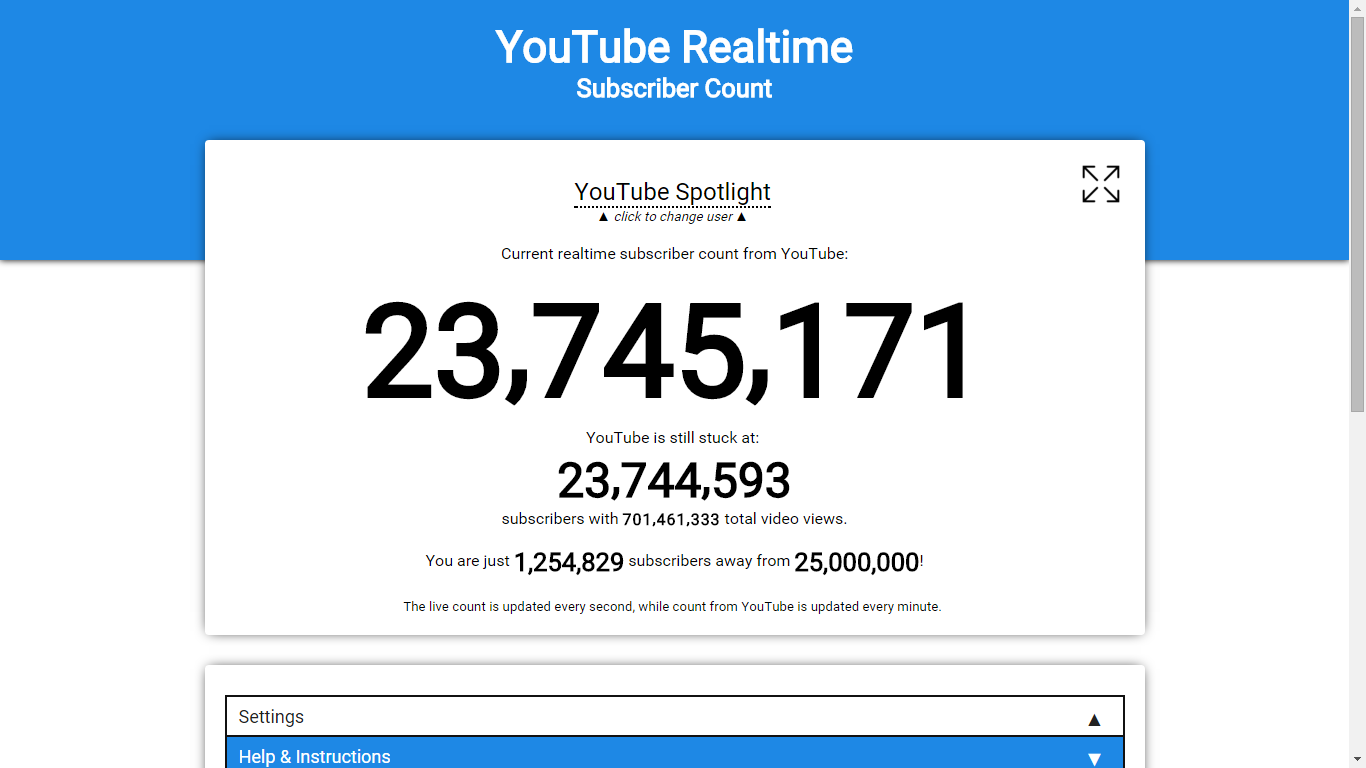 YouTube Realtime
Subscriber Count
YouTube Spotlight
▲ click to change user ▲
Current realtime subscriber count from YouTube:
23,745,171
YouTube is still stuck at:
23,744,593
subscribers with 701,461,333 total video views.
You are just 1,254,829 subscribers away from 25,000,000!
The live count is updated every second, while count from YouTube is updated every minute.
Settings ▲
Help & Instructions ▼